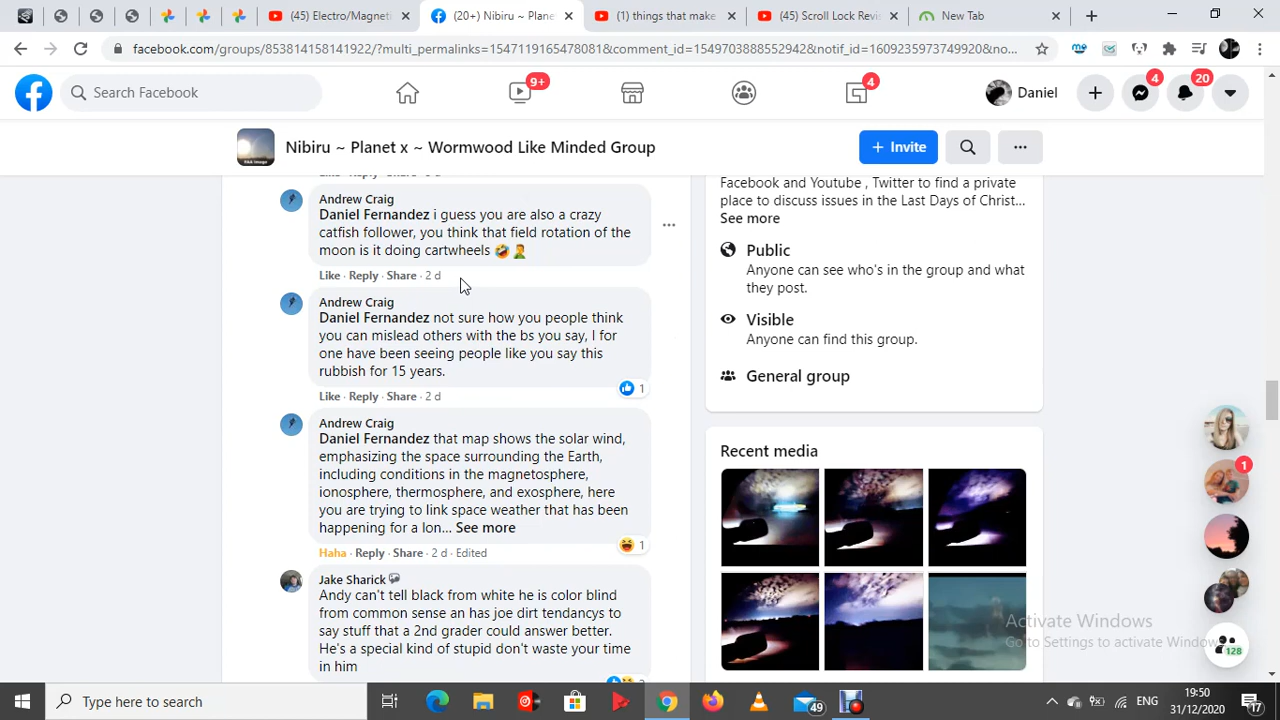 (45) Electro/Magnet
(20+) Nibiru ~ Plane
(1) things that make
(45) Scroll Lock Revi
New Tab
facebook.com/groups/853814158141922/?multi_permalinks=1547119165478081&comment_id=1549703888552942&notif_id=1609235973749920&no...
Search Facebook
9+
4
Daniel
4
20
Nibiru ~ Planet x ~ Wormwood Like Minded Group
+ Invite
Andrew Craig
Daniel Fernandez i guess you are also a crazy
catfish follower, you think that field rotation of the
moon is it doing cartwheels 🤣🤦
Like · Reply · Share · 2 d
Andrew Craig
Daniel Fernandez not sure how you people think
you can mislead others with the bs you say, I for
one have been seeing people like you say this
rubbish for 15 years.
1
Like · Reply · Share · 2 d
Andrew Craig
Daniel Fernandez that map shows the solar wind,
emphasizing the space surrounding the Earth,
including conditions in the magnetosphere,
ionosphere, thermosphere, and exosphere, here
you are trying to link space weather that has been
happening for a lon... See more
1
Haha · Reply · Share · 2 d · Edited
Jake Sharick
Andy can't tell black from white he is color blind
from common sense an has joe dirt tendancys to
say stuff that a 2nd grader could answer better.
He's a special kind of stupid don't waste your time
in him
Facebook and Youtube , Twitter to find a private
place to discuss issues in the Last Days of Christ...
See more
Public
Anyone can see who's in the group and what
they post.
Visible
Anyone can find this group.
General group
Recent media
1
128
Activate Windows
Go to Settings to activate Windows.
Type here to search
49
ENG
19:50
31/12/2020
17